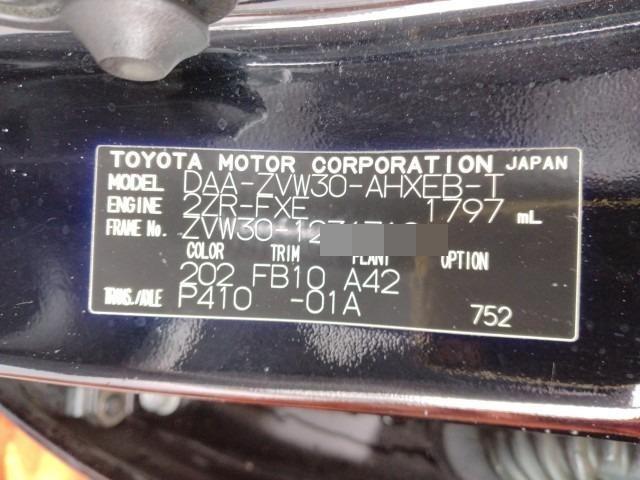 TOYOTA MOTOR CORPORATION JAPAN
MODEL DAA-ZVW30-AHXEB-T
ENGINE 2ZR-FXE 1797 mL
FRAME No. ZVW30-12
COLOR TRIM PLANT OPTION
202 FB10 A42
TRANS./AXLE P410 -01A 752